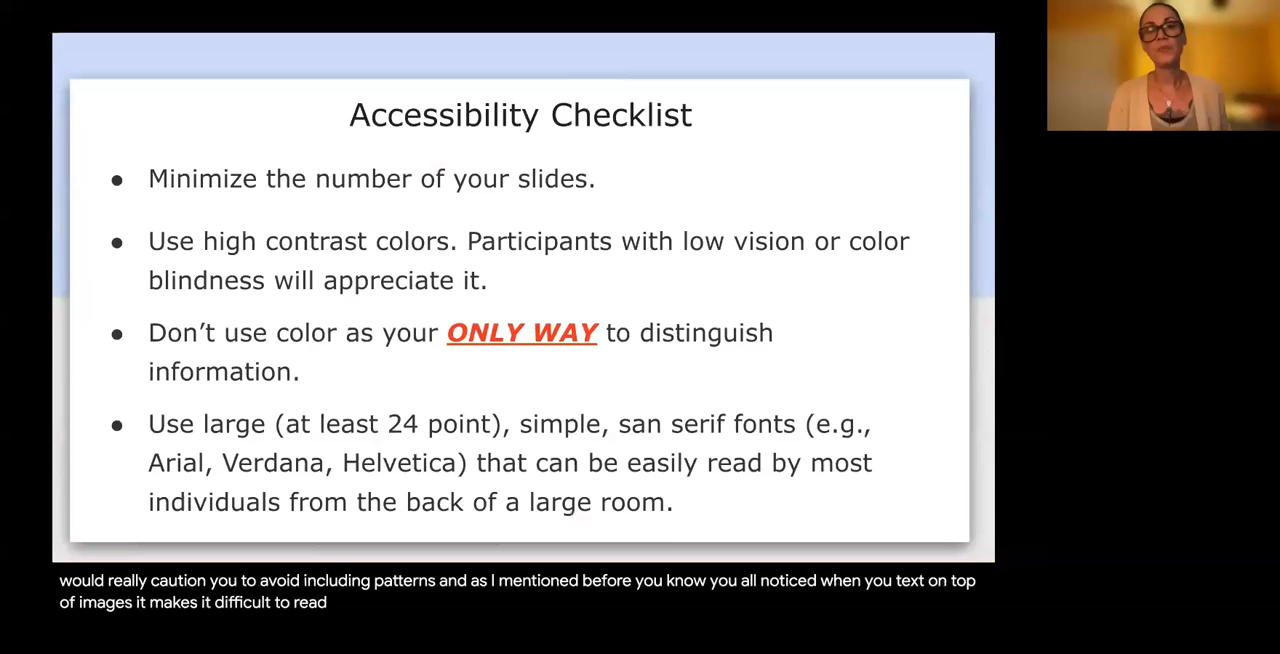 Accessibility Checklist
● Minimize the number of your slides.
● Use high contrast colors. Participants with low vision or color
blindness will appreciate it.
● Don’t use color as your ONLY WAY to distinguish
information.
● Use large (at least 24 point), simple, san serif fonts (e.g.,
Arial, Verdana, Helvetica) that can be easily read by most
individuals from the back of a large room.
would really caution you to avoid including patterns and as I mentioned before you know you all noticed when you text on top
of images it makes it difficult to read